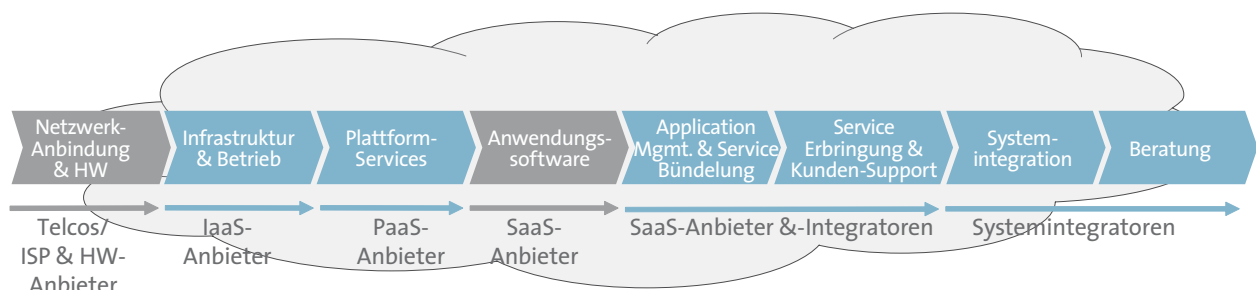 Netzwerk-
Anbindung
& HW
Infrastruktur
& Betrieb
Plattform-
Services
Anwendungs-
software
Application
Mgmt. & Service
Bündelung
Service
Erbringung &
Kunden-Support
System-
integration
Beratung
Telcos/
ISP & HW-
Anbieter
IaaS-
Anbieter
PaaS-
Anbieter
SaaS-
Anbieter
SaaS-Anbieter &-Integratoren
Systemintegratoren